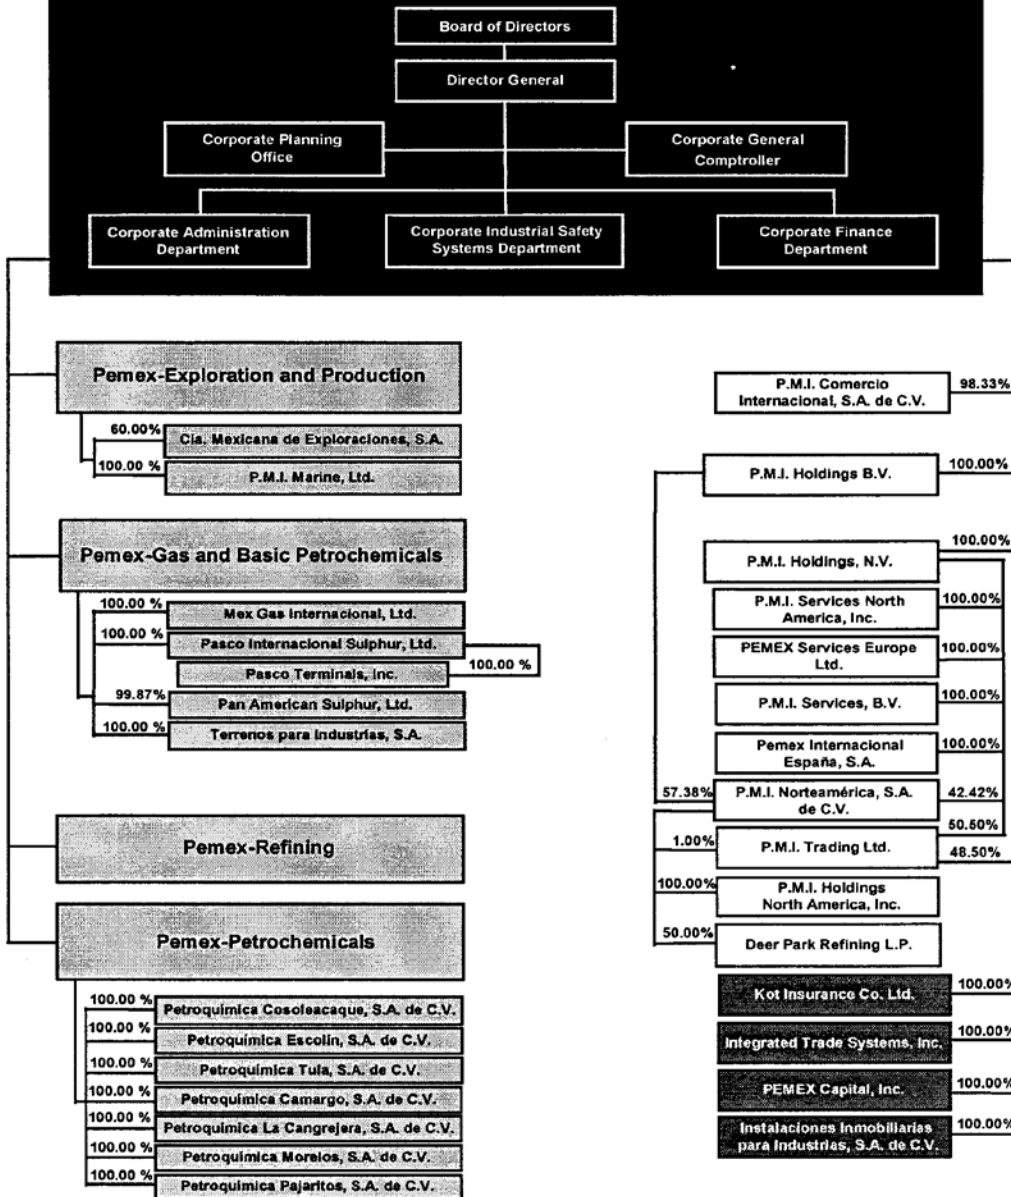 Board of Directors
Director General
Corporate Planning
Office
Corporate General
Comptroller
Corporate Administration
Department
Corporate Industrial Safety
Systems Department
Corporate Finance
Department
Pemex-Exploration and Production
60.00%
Cia. Mexicana de Exploraciones, S.A.
100.00 %
P.M.I. Marine, Ltd.
Pemex-Gas and Basic Petrochemicals
100.00 %
Mex Gas Internacional, Ltd.
100.00 %
Pasco Internacional Sulphur, Ltd.
Pasco Terminals, Inc.
100.00 %
99.87%
Pan American Sulphur, Ltd.
100.00 %
Terrenos para Industrias, S.A.
Pemex-Refining
Pemex-Petrochemicals
100.00 %
Petroquímica Cosoleacaque, S.A. de C.V.
100.00 %
Petroquímica Escolin, S.A. de C.V.
100.00 %
Petroquímica Tula, S.A. de C.V.
100.00 %
Petroquímica Camargo, S.A. de C.V.
100.00 %
Petroquímica La Cangrejera, S.A. de C.V.
100.00 %
Petroquímica Morelos, S.A. de C.V.
100.00 %
Petroquímica Pajaritos, S.A. de C.V.
P.M.I. Comercio
Internacional, S.A. de C.V.
98.33%
P.M.I. Holdings B.V.
100.00%
P.M.I. Holdings, N.V.
100.00%
P.M.I. Services North
America, Inc.
100.00%
PEMEX Services Europe
Ltd.
100.00%
P.M.I. Services, B.V.
100.00%
Pemex Internacional
España, S.A.
100.00%
57.38%
P.M.I. Norteamérica, S.A.
de C.V.
42.42%
1.00%
P.M.I. Trading Ltd.
50.50%
48.50%
100.00%
P.M.I. Holdings
North America, Inc.
50.00%
Deer Park Refining L.P.
Kot Insurance Co. Ltd.
100.00%
Integrated Trade Systems, Inc.
100.00%
PEMEX Capital, Inc.
100.00%
Instalaciones Inmobiliarias
para Industrias, S.A. de C.V.
100.00%